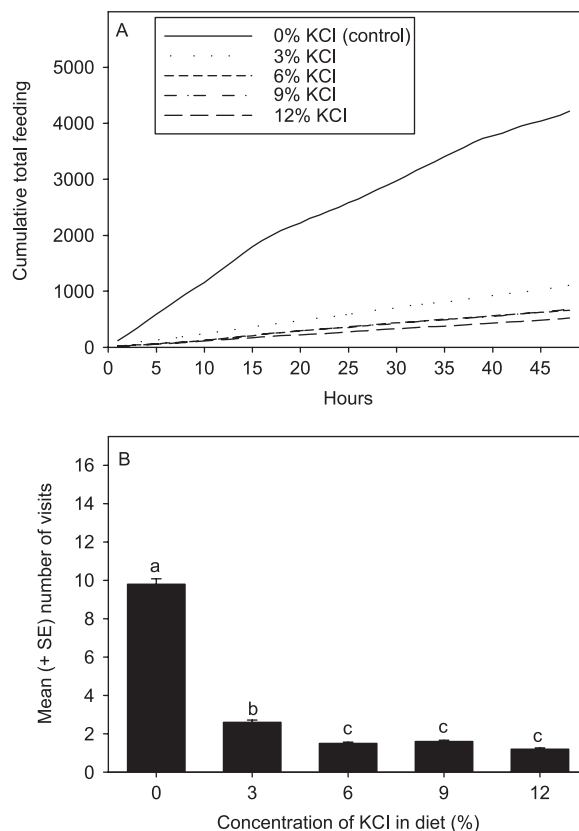 A
0% KCl (control)
3% KCl
6% KCl
9% KCl
12% KCl
5000
4000
3000
2000
1000
0
Cumulative total feeding
0 5 10 15 20 25 30 35 40 45
Hours
B
16
14
12
10
8
6
4
2
0
Mean (+ SE) number of visits
a
b
c
c
c
0 3 6 9 12
Concentration of KCl in diet (%)